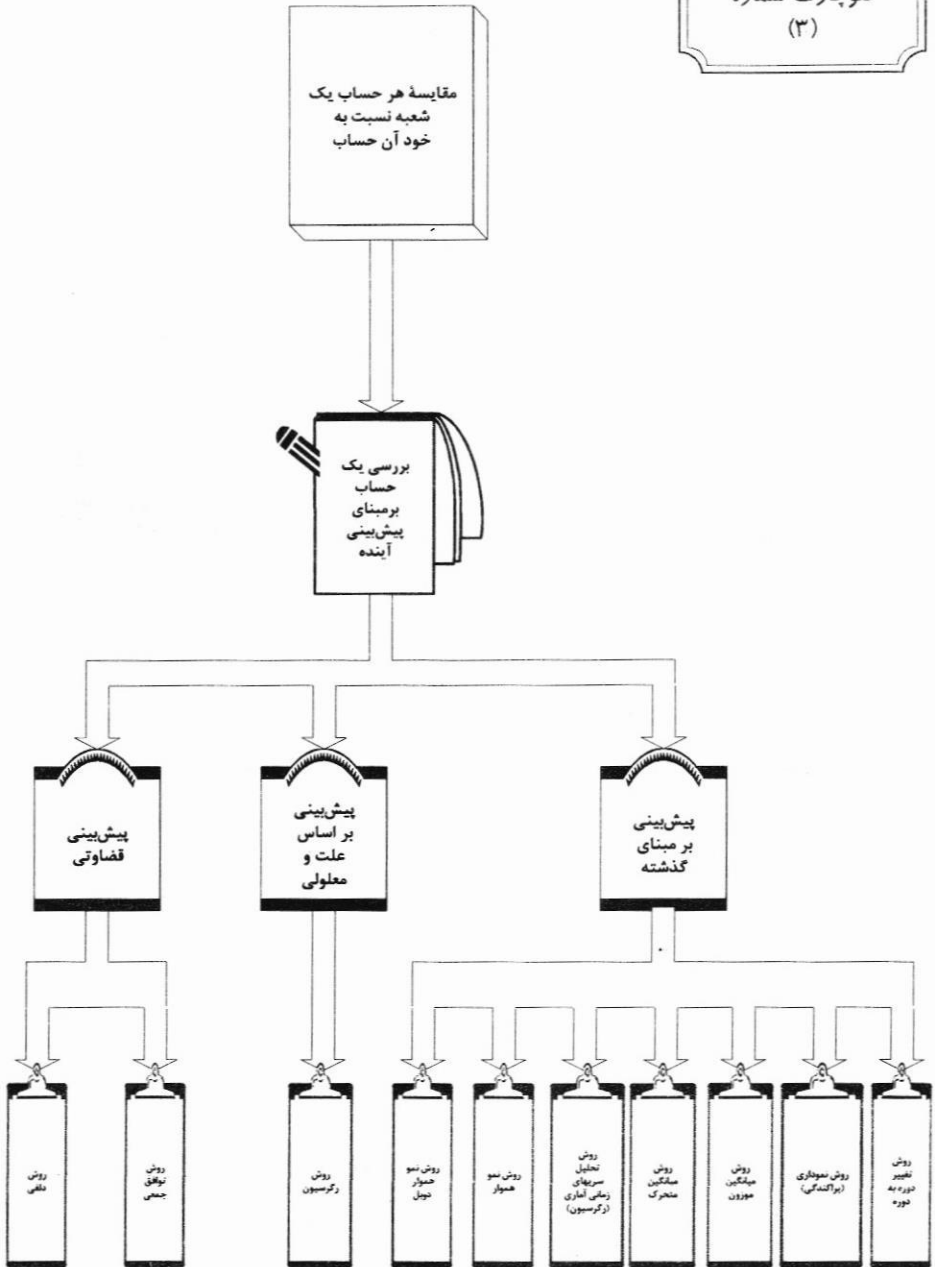 (۳)
مقایسهٔ هر حساب یک
شعبه نسبت به
خود آن حساب
بررسی یک
حساب
برمبنای
پیش‌بینی
آینده
پیش‌بینی
بر مبنای
گذشته
پیش‌بینی
بر اساس
علت و
معلولی
پیش‌بینی
قضاوتی
روش
تغییر
دوره به
دوره
روش نموداری
(پراکندگی)
روش
میانگین
موزون
روش
میانگین
متحرک
روش
تحلیل
سریهای
زمانی آماری
(رگرسیون)
روش نمو
هموار
روش نمو
هموار
دوبل
روش
رگرسیون
روش
توافق
جمعی
روش
دلفی